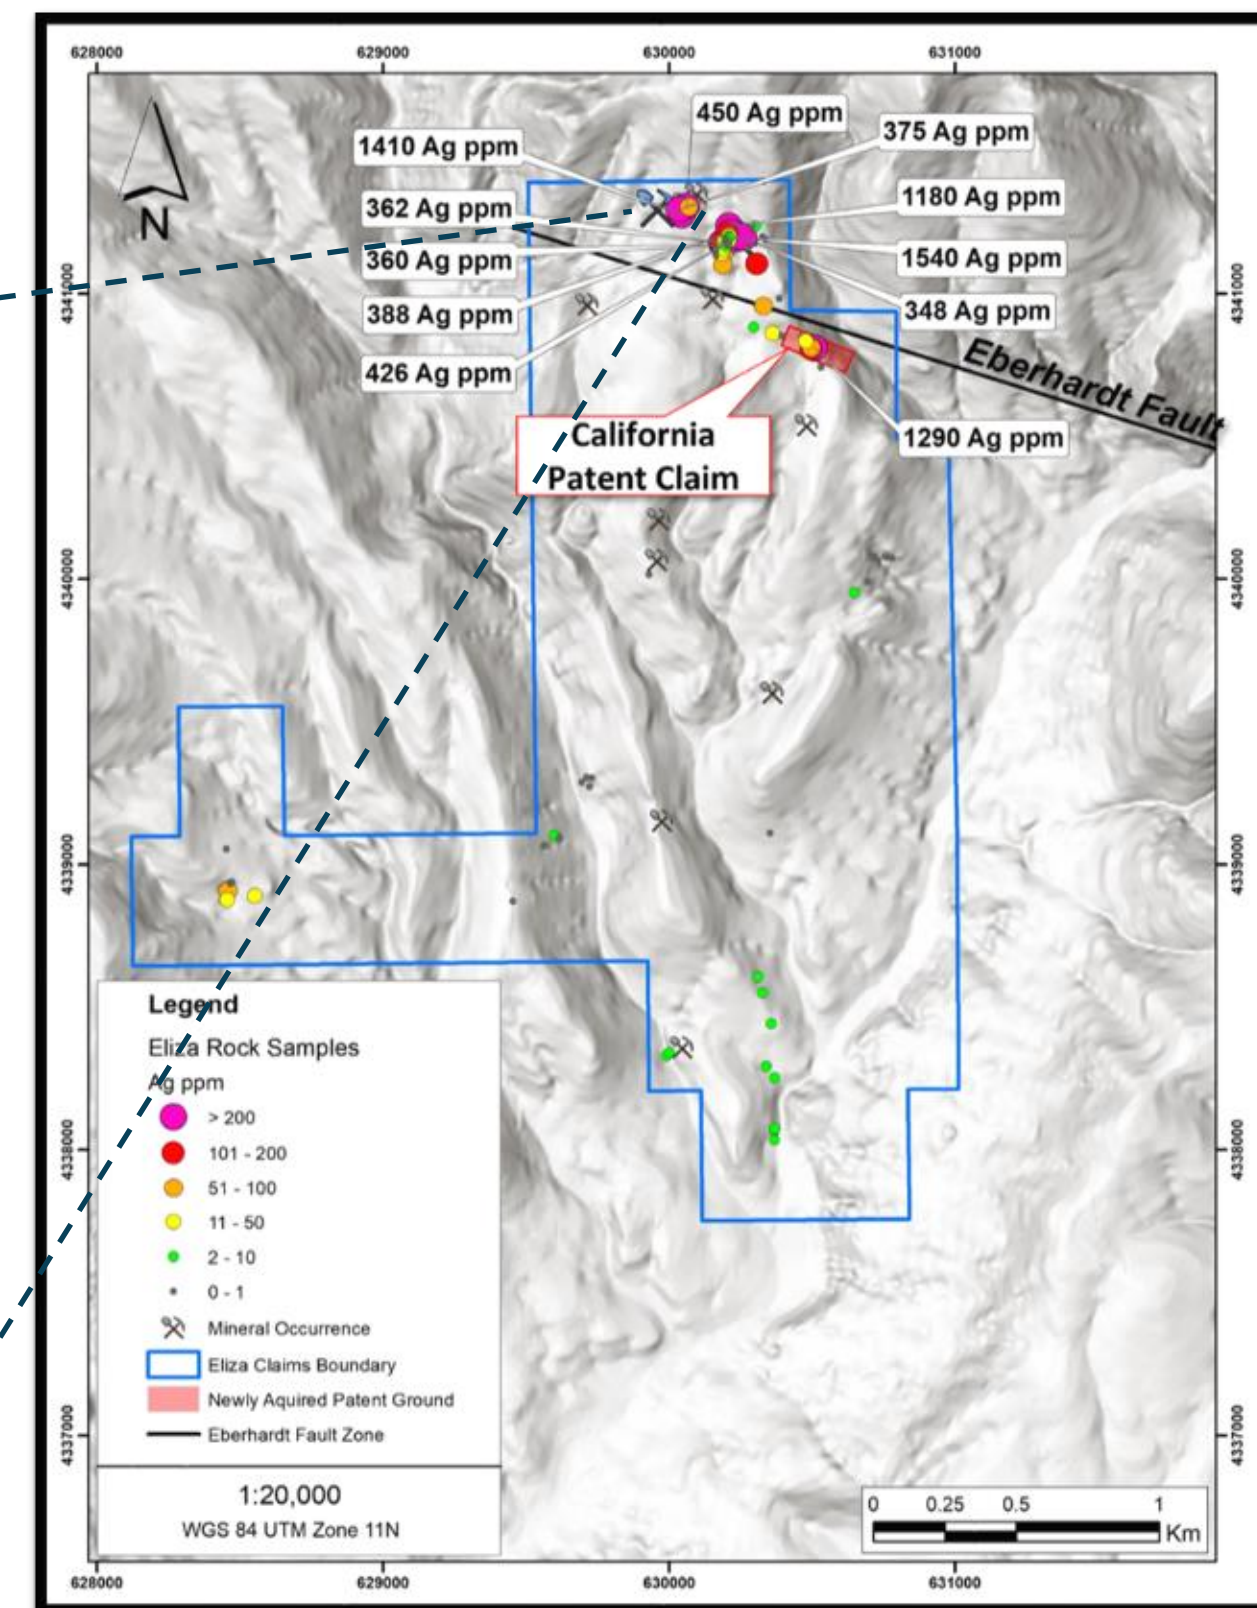 628000
629000
630000
631000
450 Ag ppm
375 Ag ppm
1410 Ag ppm
1180 Ag ppm
362 Ag ppm
360 Ag ppm
1540 Ag ppm
388 Ag ppm
348 Ag ppm
426 Ag ppm
1290 Ag ppm
N
4341000
4341000
Eberhardt Fault
California
Patent Claim
4340000
4340000
4339000
4339000
4338000
4338000
4337000
4337000
Legend
Eliza Rock Samples
Ag ppm
> 200
101 - 200
51 - 100
11 - 50
2 - 10
0 - 1
Mineral Occurrence
Eliza Claims Boundary
Newly Aquired Patent Ground
Eberhardt Fault Zone
1:20,000
WGS 84 UTM Zone 11N
0 0.25 0.5 1
Km
628000
629000
630000
631000